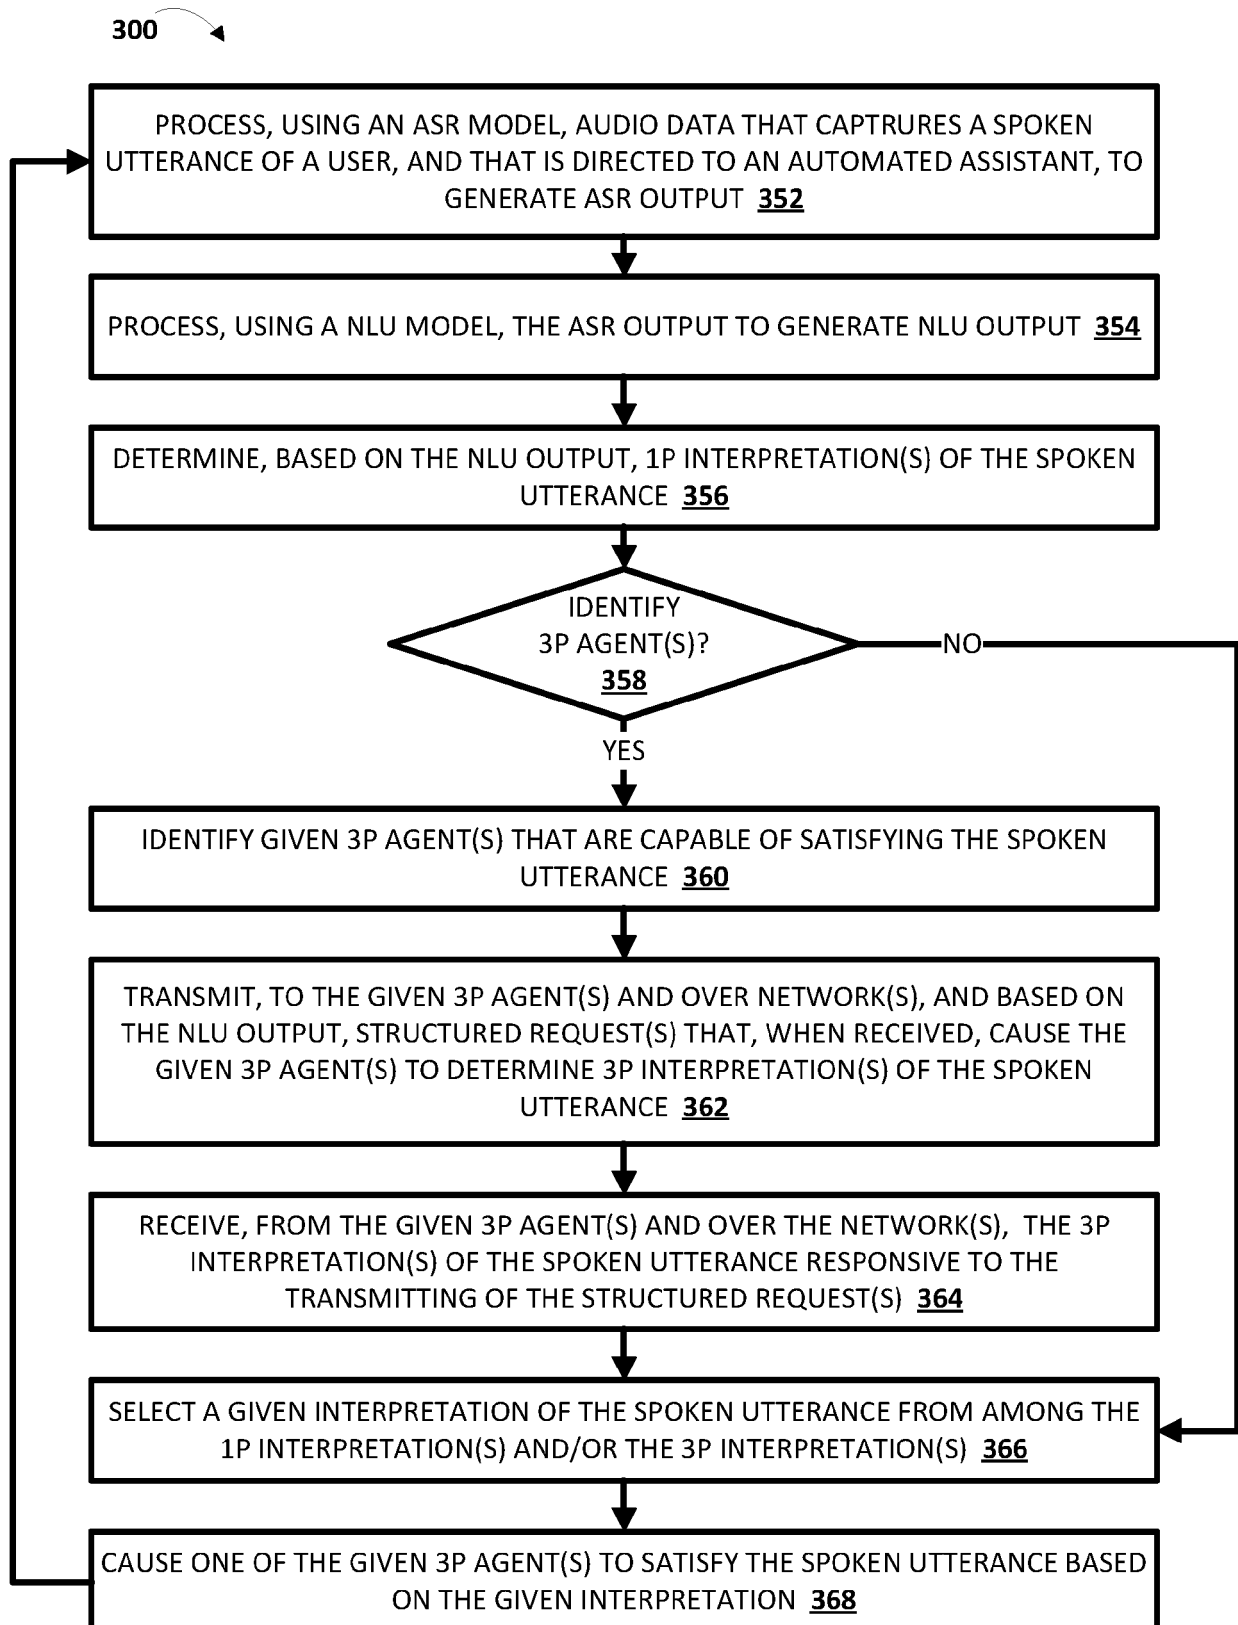 300
PROCESS, USING AN ASR MODEL, AUDIO DATA THAT CAPTRURES A SPOKEN
UTTERANCE OF A USER, AND THAT IS DIRECTED TO AN AUTOMATED ASSISTANT, TO
GENERATE ASR OUTPUT 352
PROCESS, USING A NLU MODEL, THE ASR OUTPUT TO GENERATE NLU OUTPUT 354
DETERMINE, BASED ON THE NLU OUTPUT, 1P INTERPRETATION(S) OF THE SPOKEN
UTTERANCE 356
IDENTIFY
3P AGENT(S)?
358
NO
YES
IDENTIFY GIVEN 3P AGENT(S) THAT ARE CAPABLE OF SATISFYING THE SPOKEN
UTTERANCE 360
TRANSMIT, TO THE GIVEN 3P AGENT(S) AND OVER NETWORK(S), AND BASED ON
THE NLU OUTPUT, STRUCTURED REQUEST(S) THAT, WHEN RECEIVED, CAUSE THE
GIVEN 3P AGENT(S) TO DETERMINE 3P INTERPRETATION(S) OF THE SPOKEN
UTTERANCE 362
RECEIVE, FROM THE GIVEN 3P AGENT(S) AND OVER THE NETWORK(S), THE 3P
INTERPRETATION(S) OF THE SPOKEN UTTERANCE RESPONSIVE TO THE
TRANSMITTING OF THE STRUCTURED REQUEST(S) 364
SELECT A GIVEN INTERPRETATION OF THE SPOKEN UTTERANCE FROM AMONG THE
1P INTERPRETATION(S) AND/OR THE 3P INTERPRETATION(S) 366
CAUSE ONE OF THE GIVEN 3P AGENT(S) TO SATISFY THE SPOKEN UTTERANCE BASED
ON THE GIVEN INTERPRETATION 368